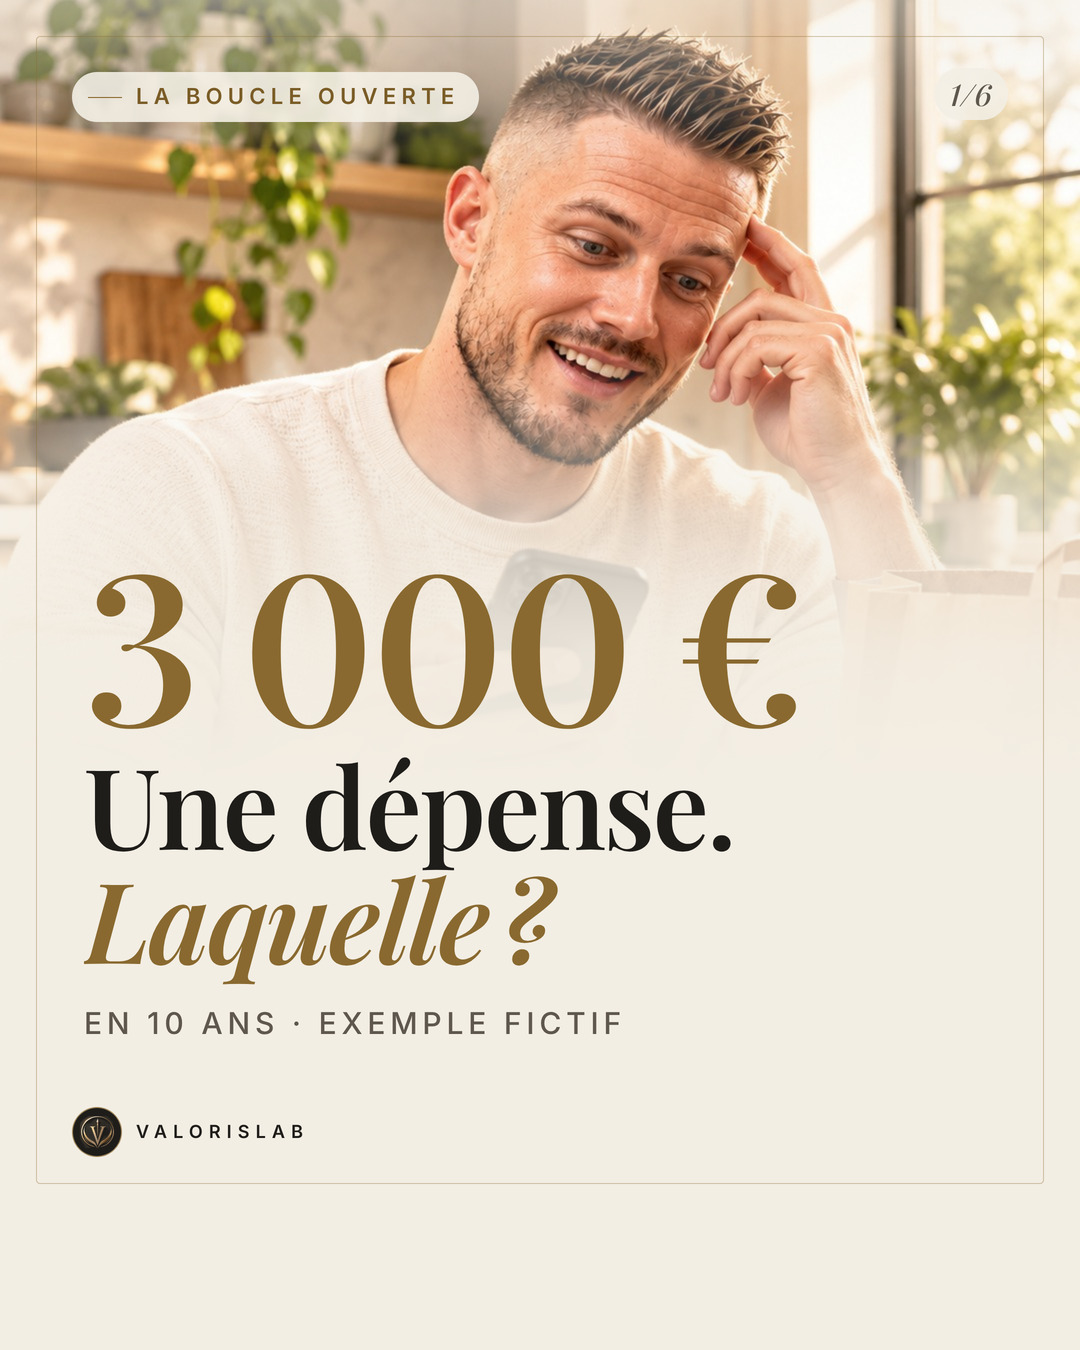 LA BOUCLE OUVERTE
1/6
3 000 €
Une dépense.
Laquelle ?
EN 10 ANS · EXEMPLE FICTIF
VALORISLAB